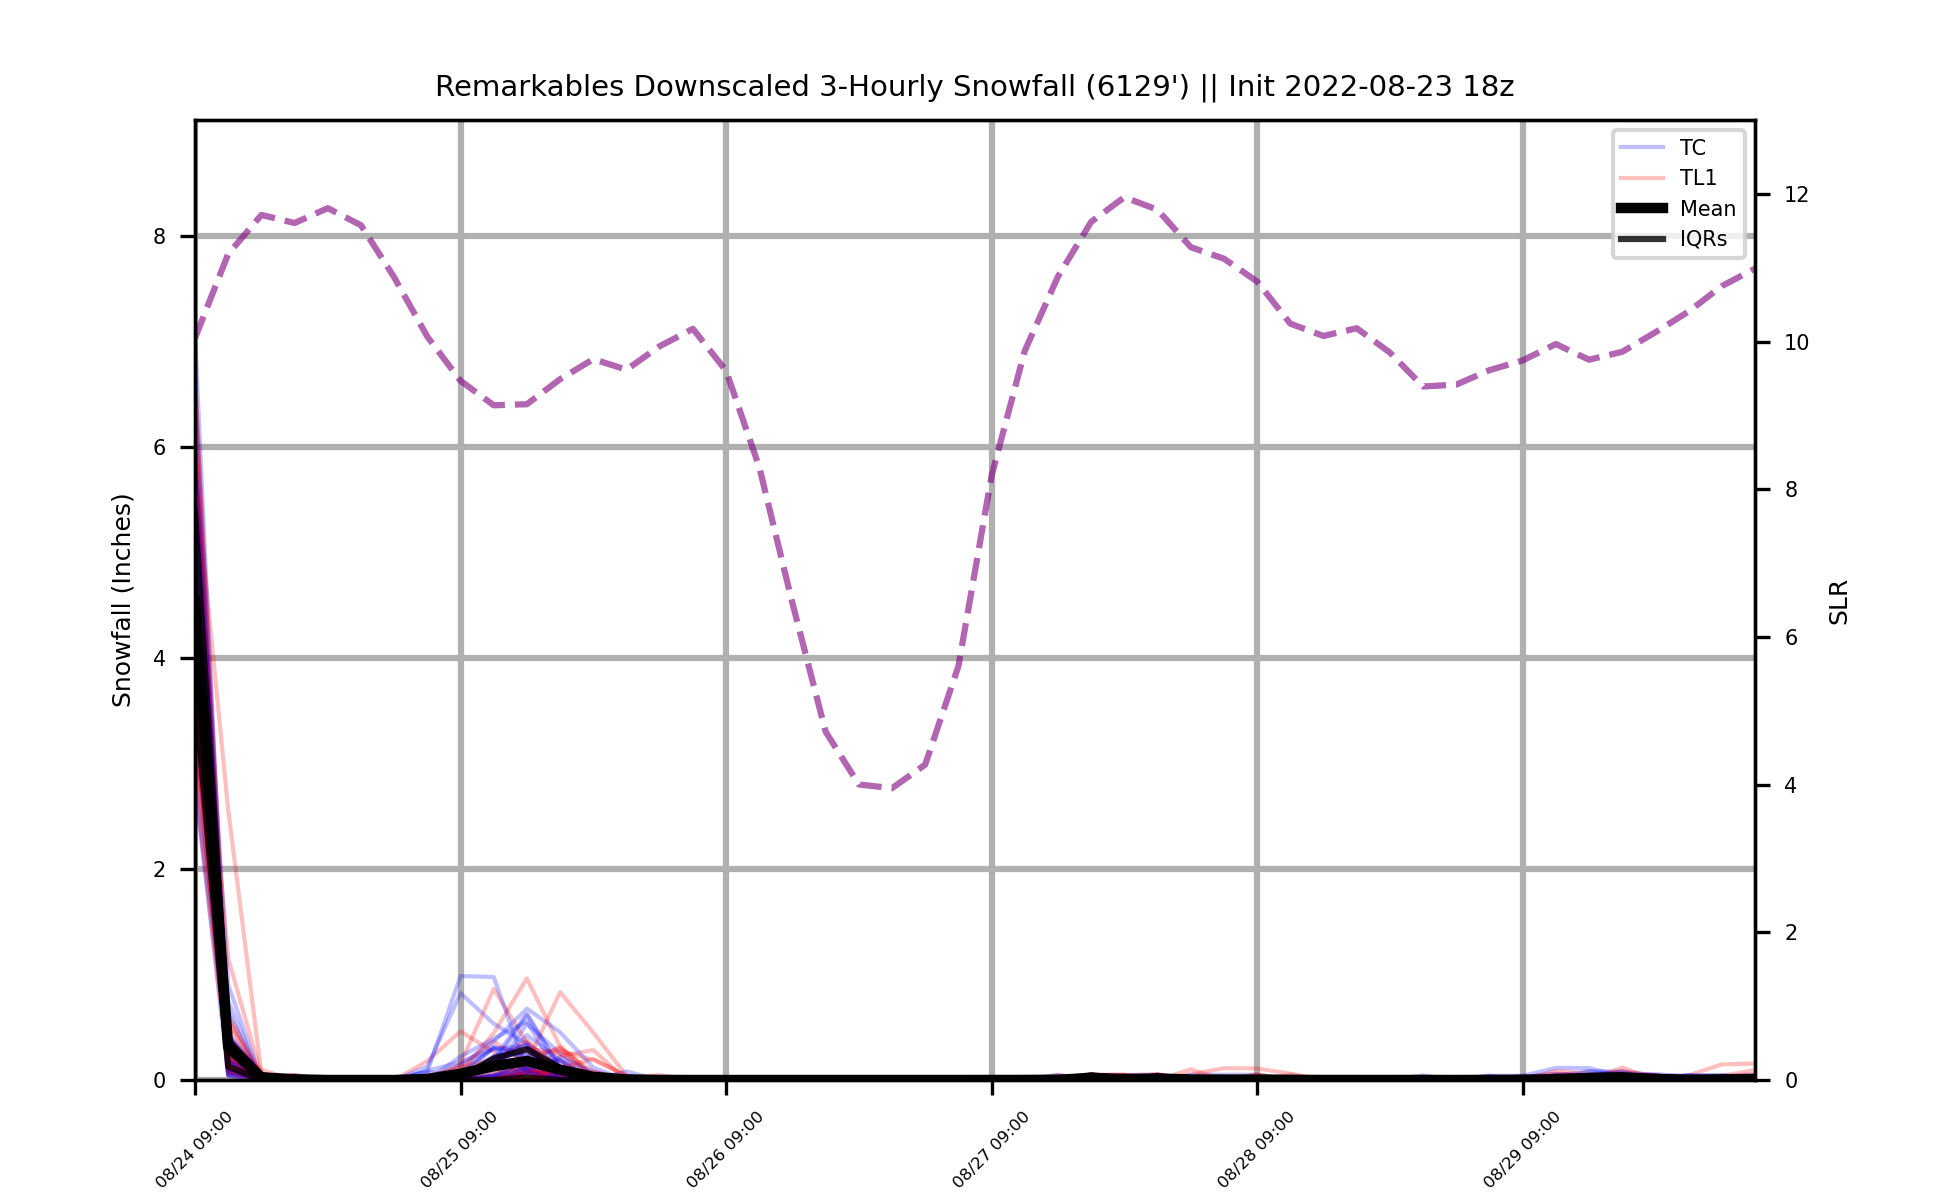 Remarkables Downscaled 3-Hourly Snowfall (6129') || Init 2022-08-23 18z
TC
TL1
Mean
IQRs
Snowfall (Inches)
8
6
4
2
0
12
10
8
6
4
2
0
SLR
08/24 09:00
08/25 09:00
08/26 09:00
08/27 09:00
08/28 09:00
08/29 09:00